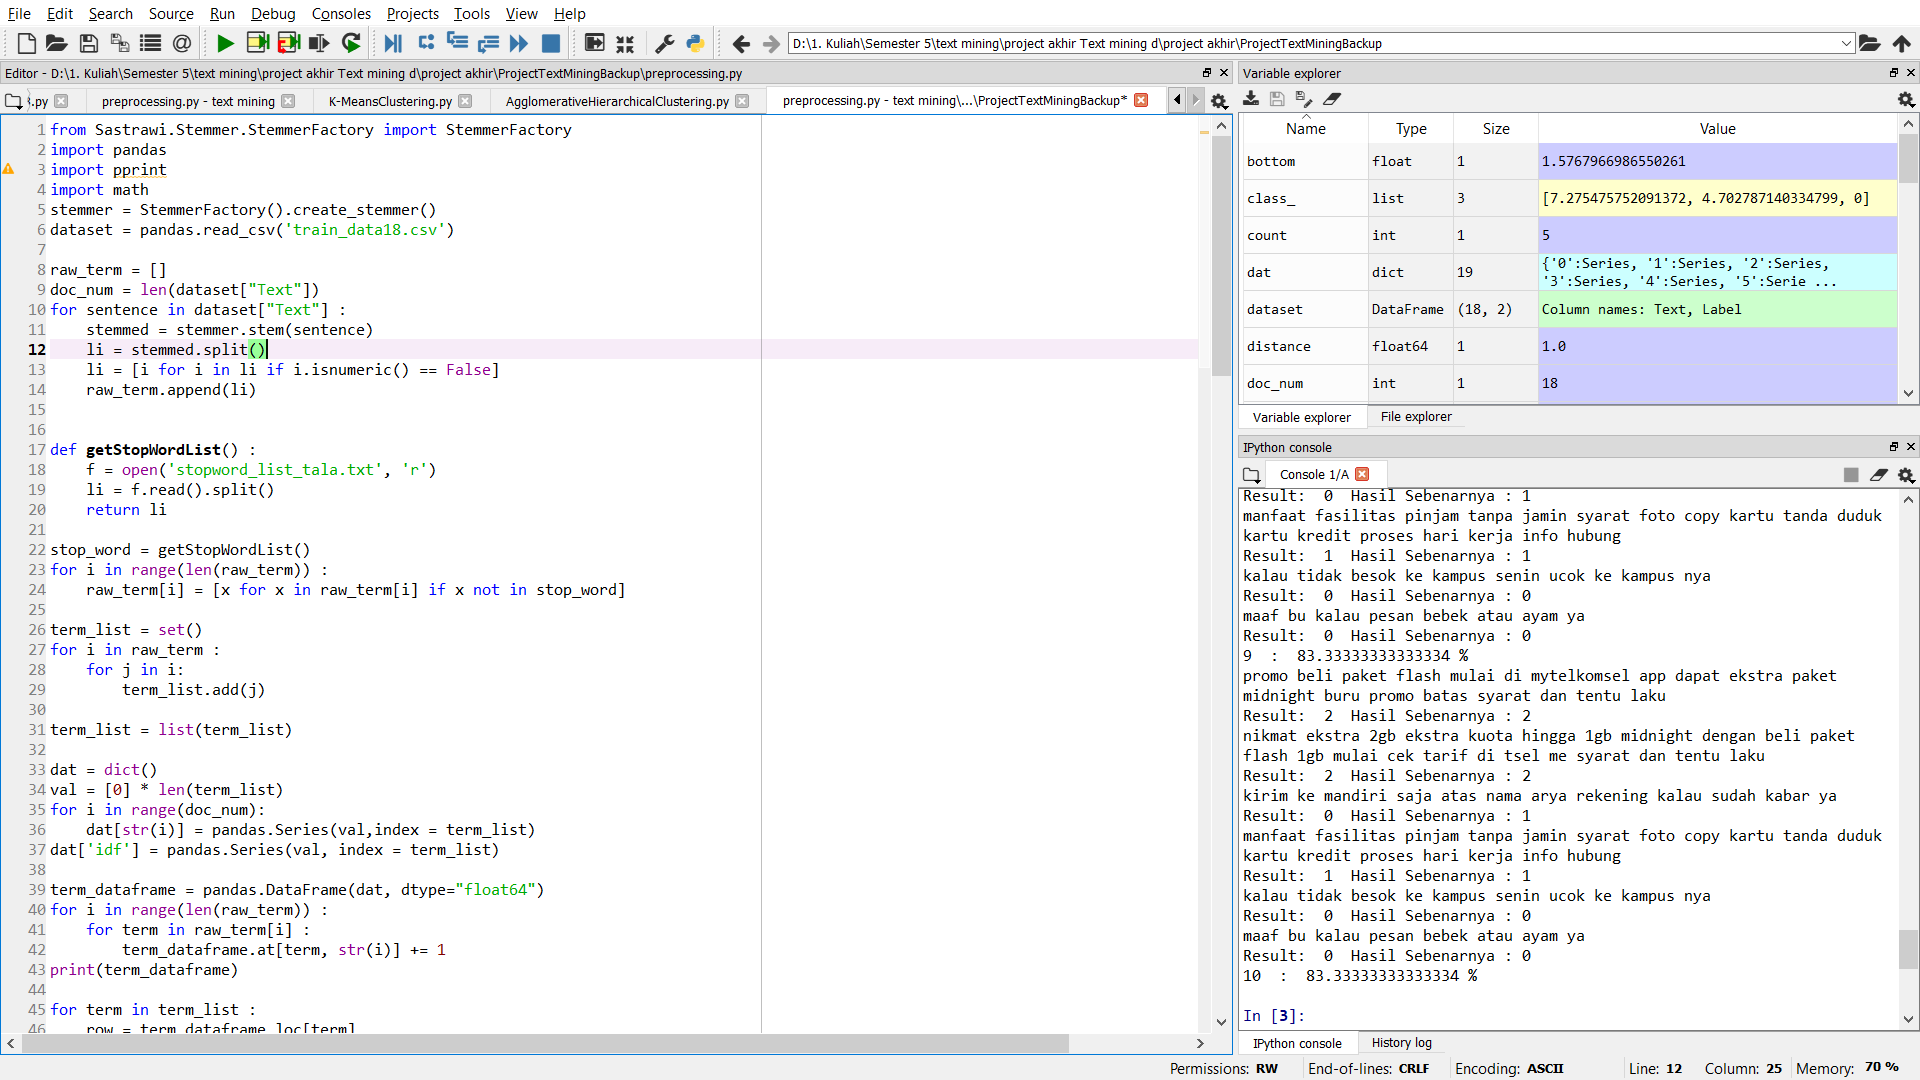 File Edit Search Source Run Debug Consoles Projects Tools View Help
D:\1. Kuliah\Semester 5\text mining\project akhir Text mining d\project akhir\ProjectTextMiningBackup
Editor - D:\1. Kuliah\Semester 5\text mining\project akhir Text mining d\project akhir\ProjectTextMiningBackup\preprocessing.py
.py preprocessing.py - text mining K-MeansClustering.py AgglomerativeHierarchicalClustering.py preprocessing.py - text mining\...\ProjectTextMiningBackup*
1 from Sastrawi.Stemmer.StemmerFactory import StemmerFactory
2 import pandas
3 import pprint
4 import math
5 stemmer = StemmerFactory().create_stemmer()
6 dataset = pandas.read_csv('train_data18.csv')
7
8 raw_term = []
9 doc_num = len(dataset["Text"])
10 for sentence in dataset["Text"] :
11     stemmed = stemmer.stem(sentence)
12     li = stemmed.split()
13     li = [i for i in li if i.isnumeric() == False]
14     raw_term.append(li)
15
16
17 def getStopWordList() :
18     f = open('stopword_list_tala.txt', 'r')
19     li = f.read().split()
20     return li
21
22 stop_word = getStopWordList()
23 for i in range(len(raw_term)) :
24     raw_term[i] = [x for x in raw_term[i] if x not in stop_word]
25
26 term_list = set()
27 for i in raw_term :
28     for j in i:
29         term_list.add(j)
30
31 term_list = list(term_list)
32
33 dat = dict()
34 val = [0] * len(term_list)
35 for i in range(doc_num):
36     dat[str(i)] = pandas.Series(val,index = term_list)
37 dat['idf'] = pandas.Series(val, index = term_list)
38
39 term_dataframe = pandas.DataFrame(dat, dtype="float64")
40 for i in range(len(raw_term)) :
41     for term in raw_term[i] :
42         term_dataframe.at[term, str(i)] += 1
43 print(term_dataframe)
44
45 for term in term_list :
46     row = term_dataframe.loc[term]
Variable explorer
Name Type Size Value
bottom float 1 1.5767966986550261
class_ list 3 [7.275475752091372, 4.702787140334799, 0]
count int 1 5
dat dict 19 {'0':Series, '1':Series, '2':Series,
'3':Series, '4':Series, '5':Serie ...
dataset DataFrame (18, 2) Column names: Text, Label
distance float64 1 1.0
doc_num int 1 18
Variable explorer File explorer
IPython console
Console 1/A
Result:  0  Hasil Sebenarnya : 1
manfaat fasilitas pinjam tanpa jamin syarat foto copy kartu tanda duduk
kartu kredit proses hari kerja info hubung
Result:  1  Hasil Sebenarnya : 1
kalau tidak besok ke kampus senin ucok ke kampus nya
Result:  0  Hasil Sebenarnya : 0
maaf bu kalau pesan bebek atau ayam ya
Result:  0  Hasil Sebenarnya : 0
9  :  83.33333333333334 %
promo beli paket flash mulai di mytelkomsel app dapat ekstra paket
midnight buru promo batas syarat dan tentu laku
Result:  2  Hasil Sebenarnya : 2
nikmat ekstra 2gb ekstra kuota hingga 1gb midnight dengan beli paket
flash 1gb mulai cek tarif di tsel me syarat dan tentu laku
Result:  2  Hasil Sebenarnya : 2
kirim ke mandiri saja atas nama arya rekening kalau sudah kabar ya
Result:  0  Hasil Sebenarnya : 1
manfaat fasilitas pinjam tanpa jamin syarat foto copy kartu tanda duduk
kartu kredit proses hari kerja info hubung
Result:  1  Hasil Sebenarnya : 1
kalau tidak besok ke kampus senin ucok ke kampus nya
Result:  0  Hasil Sebenarnya : 0
maaf bu kalau pesan bebek atau ayam ya
Result:  0  Hasil Sebenarnya : 0
10  :  83.33333333333334 %
In [3]:
IPython console History log
Permissions: RW End-of-lines: CRLF Encoding: ASCII Line: 12 Column: 25 Memory: 70 %